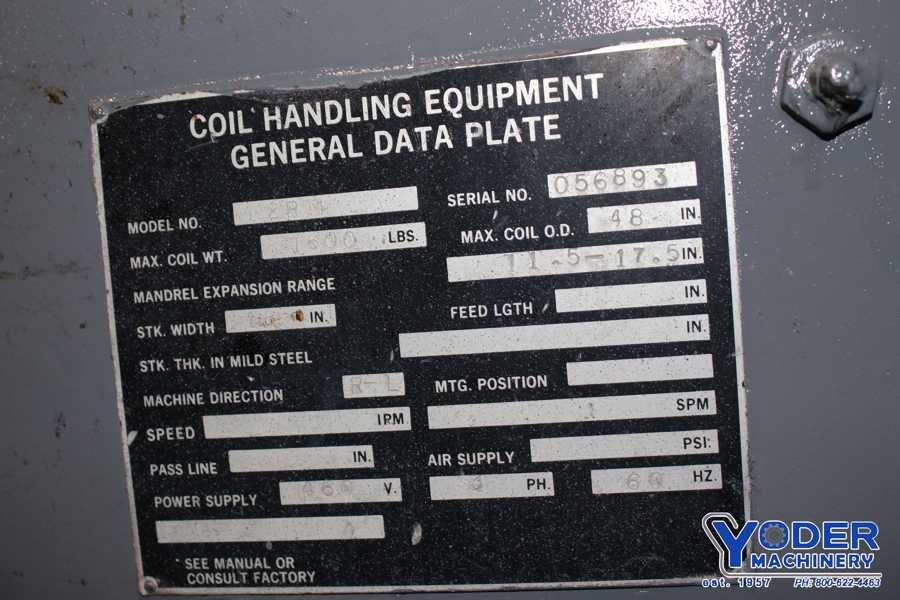 COIL HANDLING EQUIPMENT
GENERAL DATA PLATE
MODEL NO. SERIAL NO. 056893
MAX. COIL WT. LBS. MAX. COIL O.D. 48 IN.
MANDREL EXPANSION RANGE 11.5-17.5 IN.
STK. WIDTH IN. FEED LGTH IN.
STK. THK. IN MILD STEEL IN.
MACHINE DIRECTION R-L MTG. POSITION
SPEED IPM SPM
PASS LINE IN. AIR SUPPLY PSI:
POWER SUPPLY V. 3 PH. 60 HZ.
*SEE MANUAL OR
CONSULT FACTORY
YODER
MACHINERY
est. 1957 PH: 800-622-4463